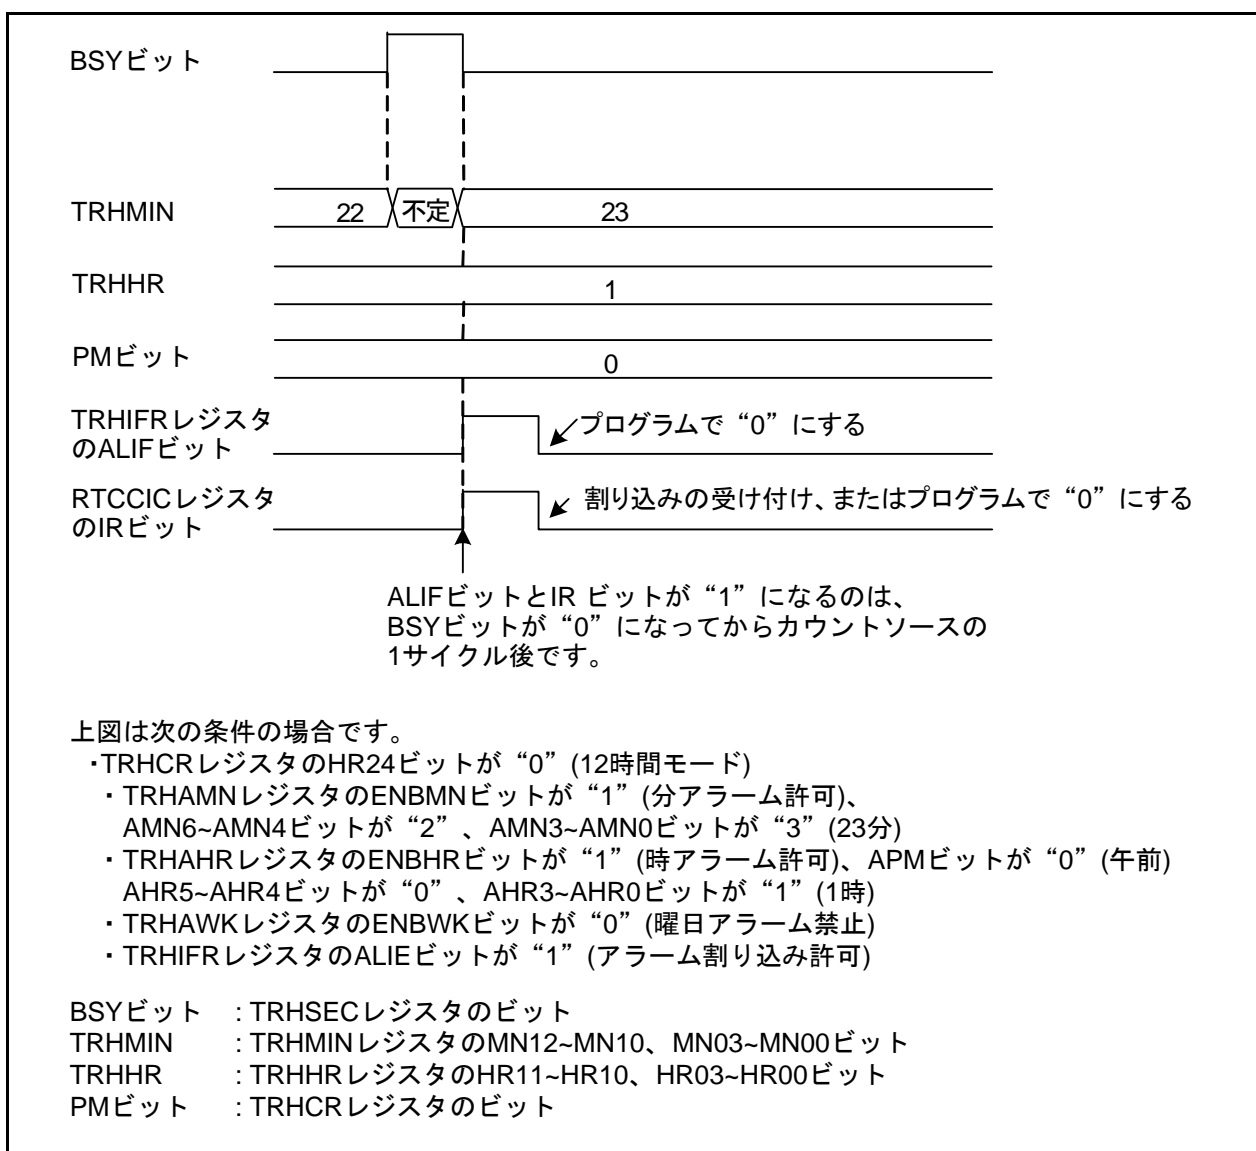 BSYビット
TRHMIN 22 不定 23
TRHHR 1
PMビット 0
TRHIFRレジスタ
のALIFビット
プログラムで“0”にする
RTCCICレジスタ
のIRビット
割り込みの受け付け、またはプログラムで“0”にする
ALIFビットとIR ビットが“1”になるのは、
BSYビットが“0”になってからカウントソースの
1サイクル後です。
上図は次の条件の場合です。
・TRHCRレジスタのHR24ビットが“0”(12時間モード)
・TRHAMNレジスタのENBMNビットが“1”(分アラーム許可)、
AMN6~AMN4ビットが“2”、AMN3~AMN0ビットが“3”(23分)
・TRHAHRレジスタのENBHRビットが“1”(時アラーム許可)、APMビットが“0”(午前)
AHR5~AHR4ビットが“0”、AHR3~AHR0ビットが“1”(1時)
・TRHAWKレジスタのENBWKビットが“0”(曜日アラーム禁止)
・TRHIFRレジスタのALIEビットが“1”(アラーム割り込み許可)
BSYビット : TRHSECレジスタのビット
TRHMIN : TRHMINレジスタのMN12~MN10、MN03~MN00ビット
TRHHR : TRHHRレジスタのHR11~HR10、HR03~HR00ビット
PMビット : TRHCRレジスタのビット